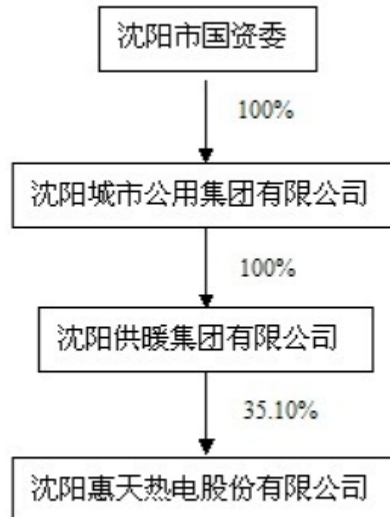 沈阳市国资委
100%
沈阳城市公用集团有限公司
100%
沈阳供暖集团有限公司
35.10%
沈阳惠天热电股份有限公司